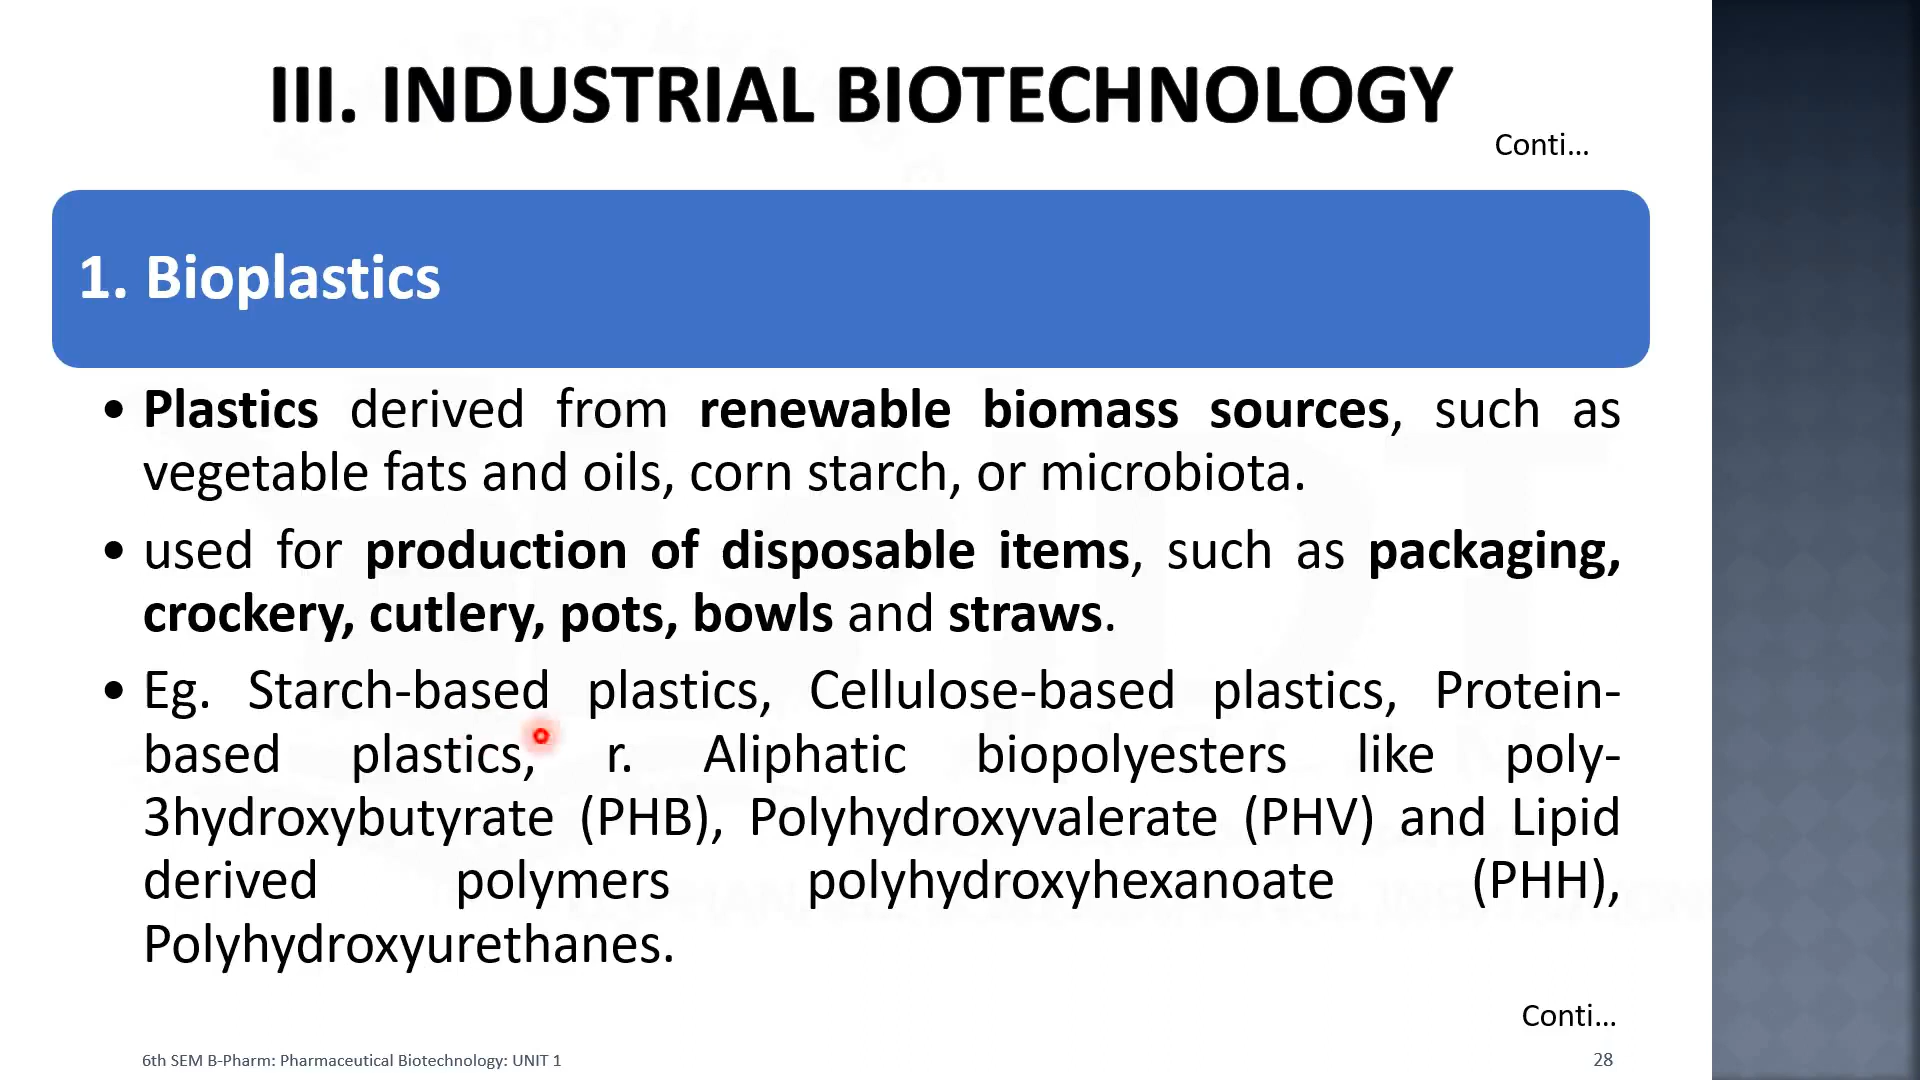 III. INDUSTRIAL BIOTECHNOLOGY
Conti...
1. Bioplastics
• Plastics derived from renewable biomass sources, such as
vegetable fats and oils, corn starch, or microbiota.
• used for production of disposable items, such as packaging,
crockery, cutlery, pots, bowls and straws.
• Eg. Starch-based plastics, Cellulose-based plastics, Protein-
based plastics, r. Aliphatic biopolyesters like poly-
3hydroxybutyrate (PHB), Polyhydroxyvalerate (PHV) and Lipid
derived polymers polyhydroxyhexanoate (PHH),
Polyhydroxyurethanes.
Conti...
6th SEM B-Pharm: Pharmaceutical Biotechnology: UNIT 1
28